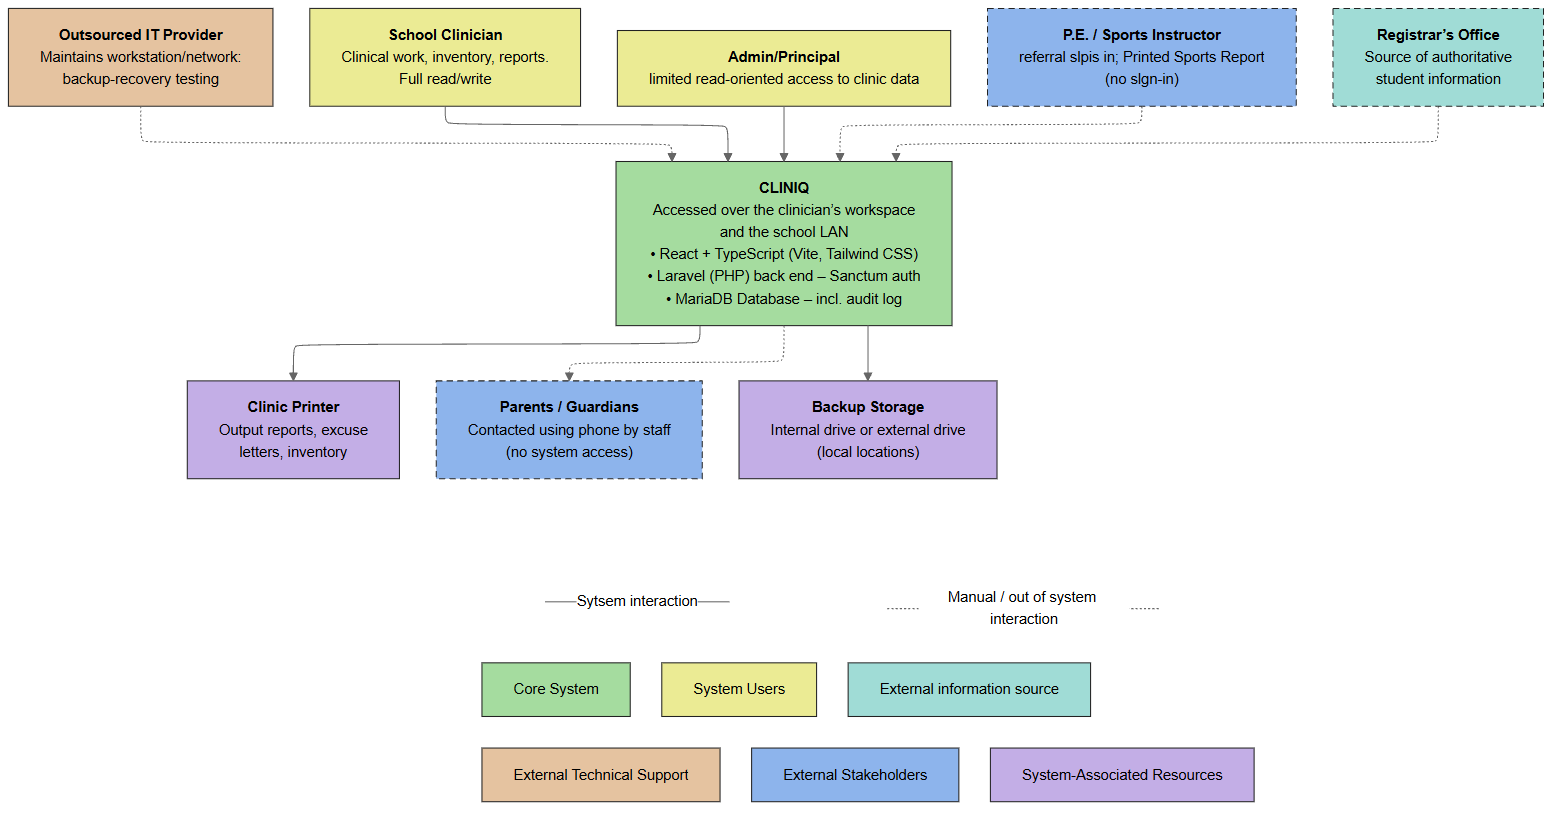 Outsourced IT Provider
Maintains workstation/network:
backup-recovery testing
School Clinician
Clinical work, inventory, reports.
Full read/write
Admin/Principal
limited read-oriented access to clinic data
P.E. / Sports Instructor
referral slpis in; Printed Sports Report
(no slgn-in)
Registrar’s Office
Source of authoritative
student information
CLINIQ
Accessed over the clinician’s workspace
and the school LAN
• React + TypeScript (Vite, Tailwind CSS)
• Laravel (PHP) back end – Sanctum auth
• MariaDB Database – incl. audit log
Clinic Printer
Output reports, excuse
letters, inventory
Parents / Guardians
Contacted using phone by staff
(no system access)
Backup Storage
Internal drive or external drive
(local locations)
Sytsem interaction
Manual / out of system
interaction
Core System
System Users
External information source
External Technical Support
External Stakeholders
System-Associated Resources